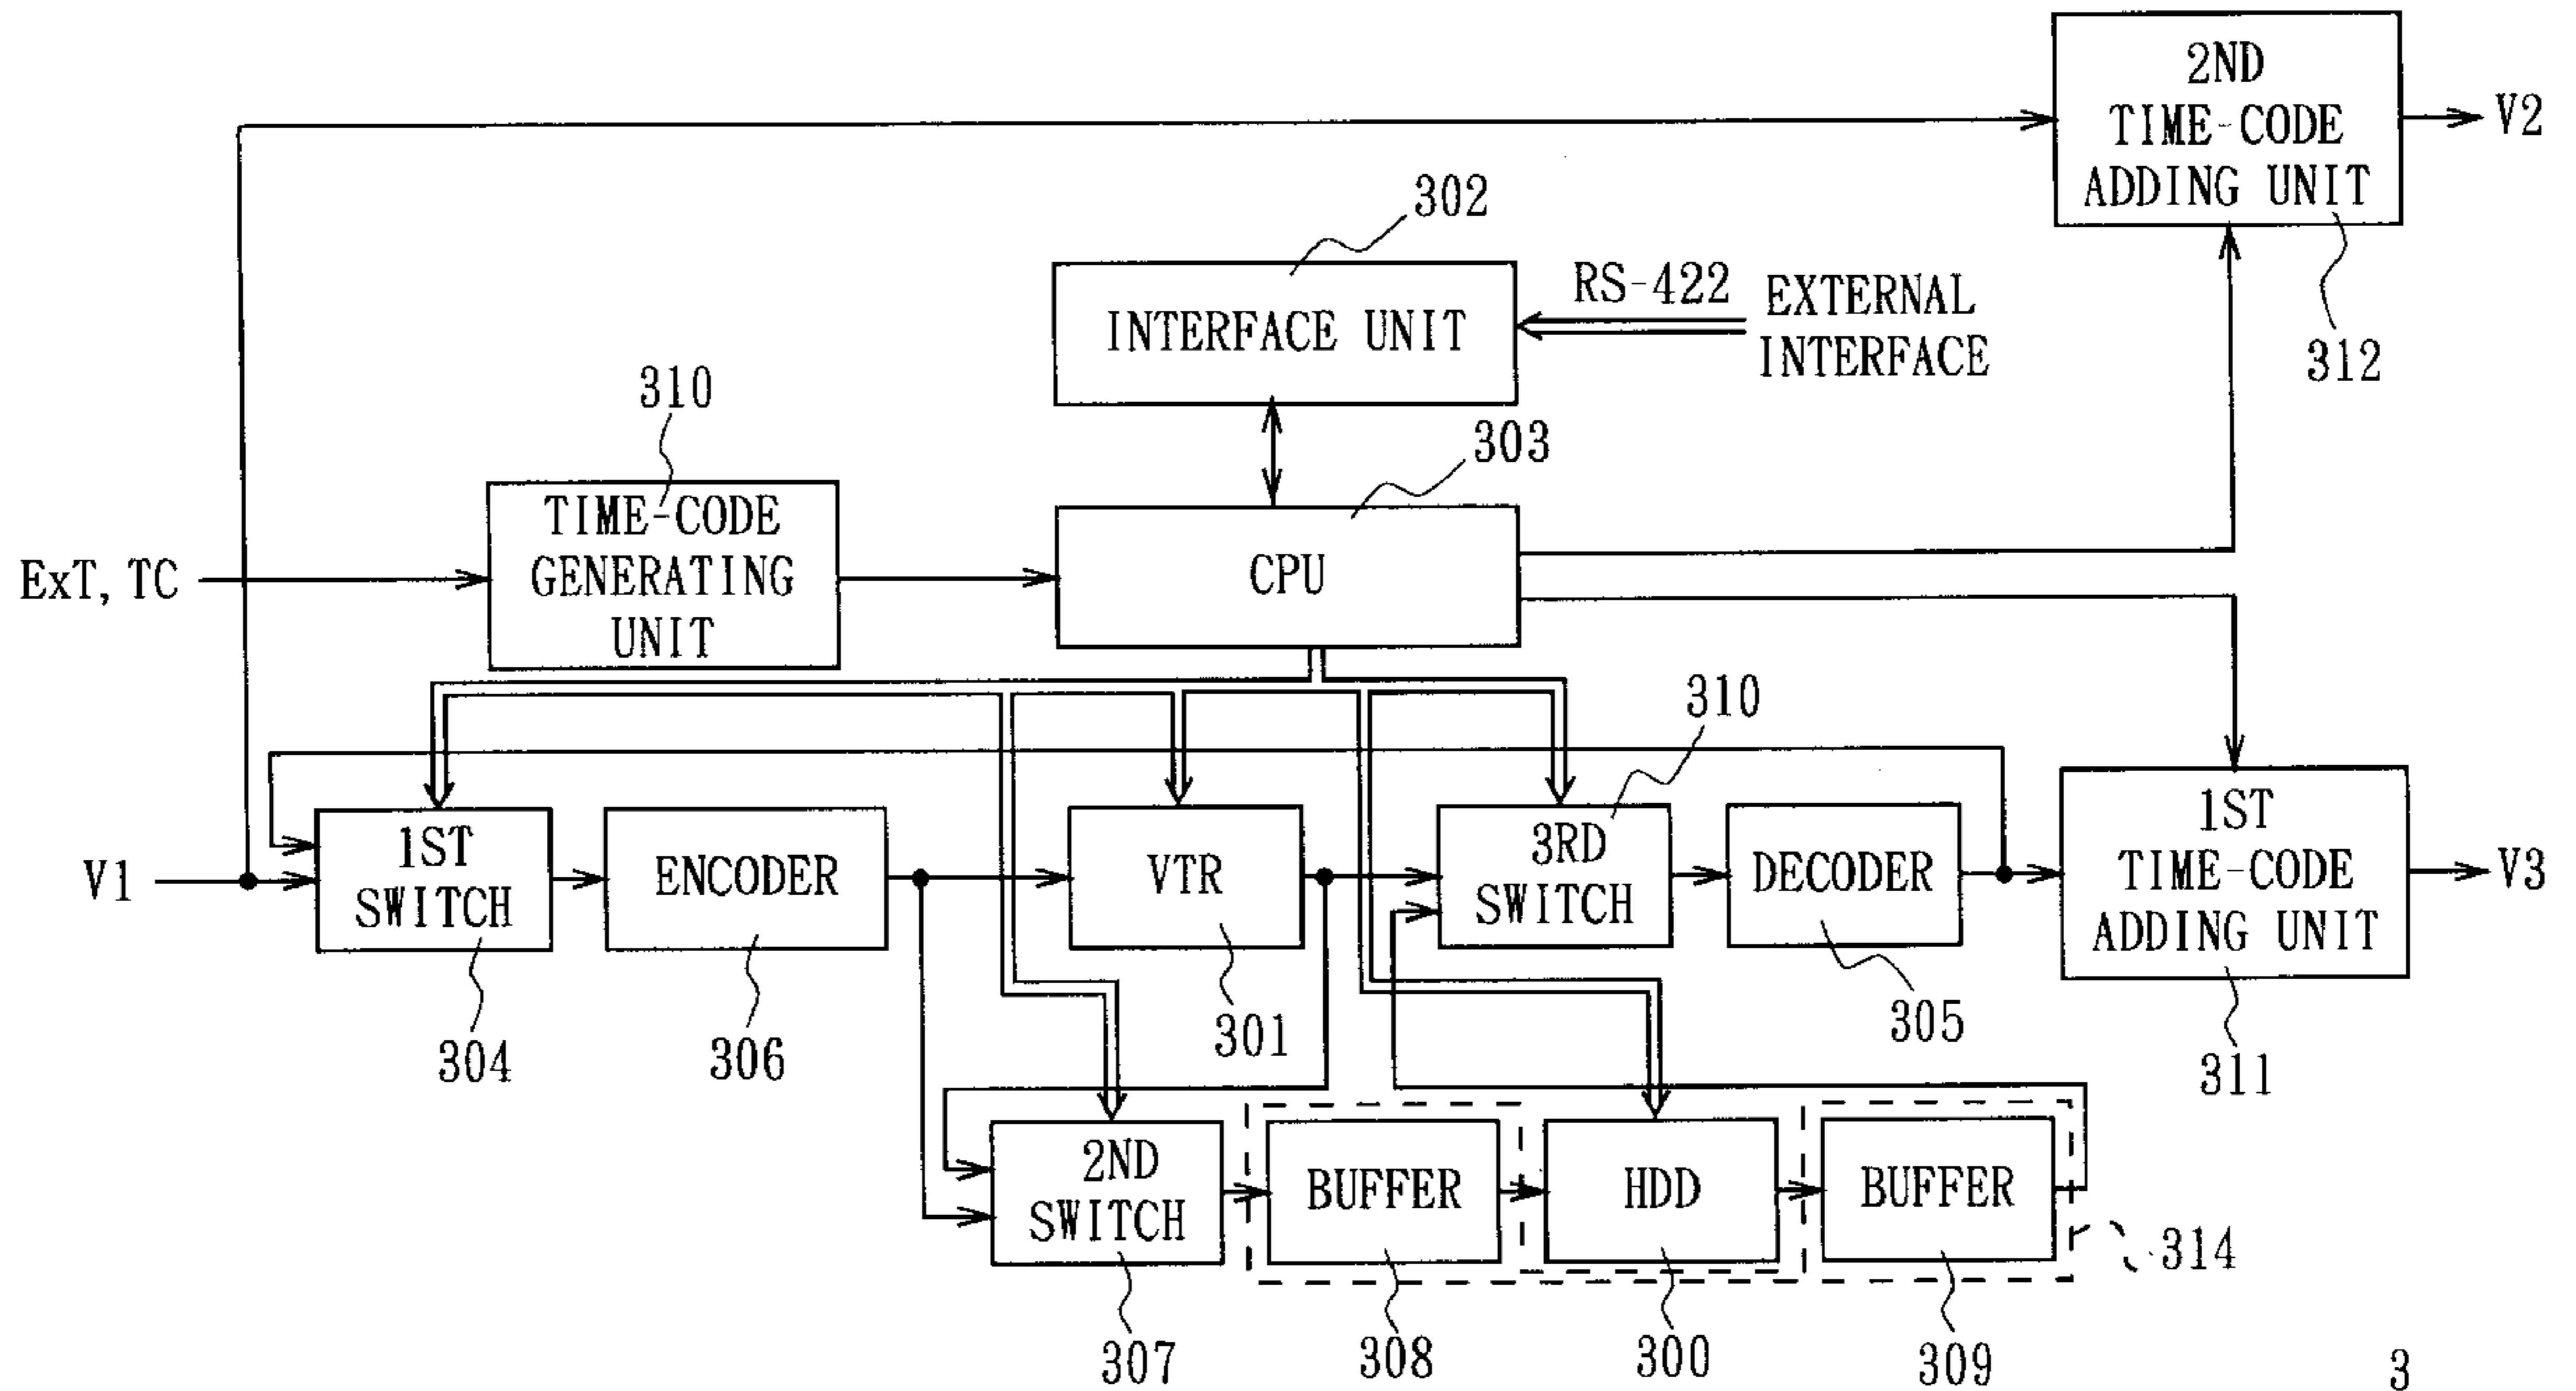 2ND
TIME-CODE
ADDING UNIT
V2
312
302
INTERFACE UNIT
RS-422
EXTERNAL
INTERFACE
310
TIME-CODE
GENERATING
UNIT
ExT, TC
303
CPU
310
V1
1ST
SWITCH
304
ENCODER
306
VTR
301
3RD
SWITCH
DECODER
305
1ST
TIME-CODE
ADDING UNIT
V3
311
2ND
SWITCH
307
BUFFER
308
HDD
300
BUFFER
309
314
3